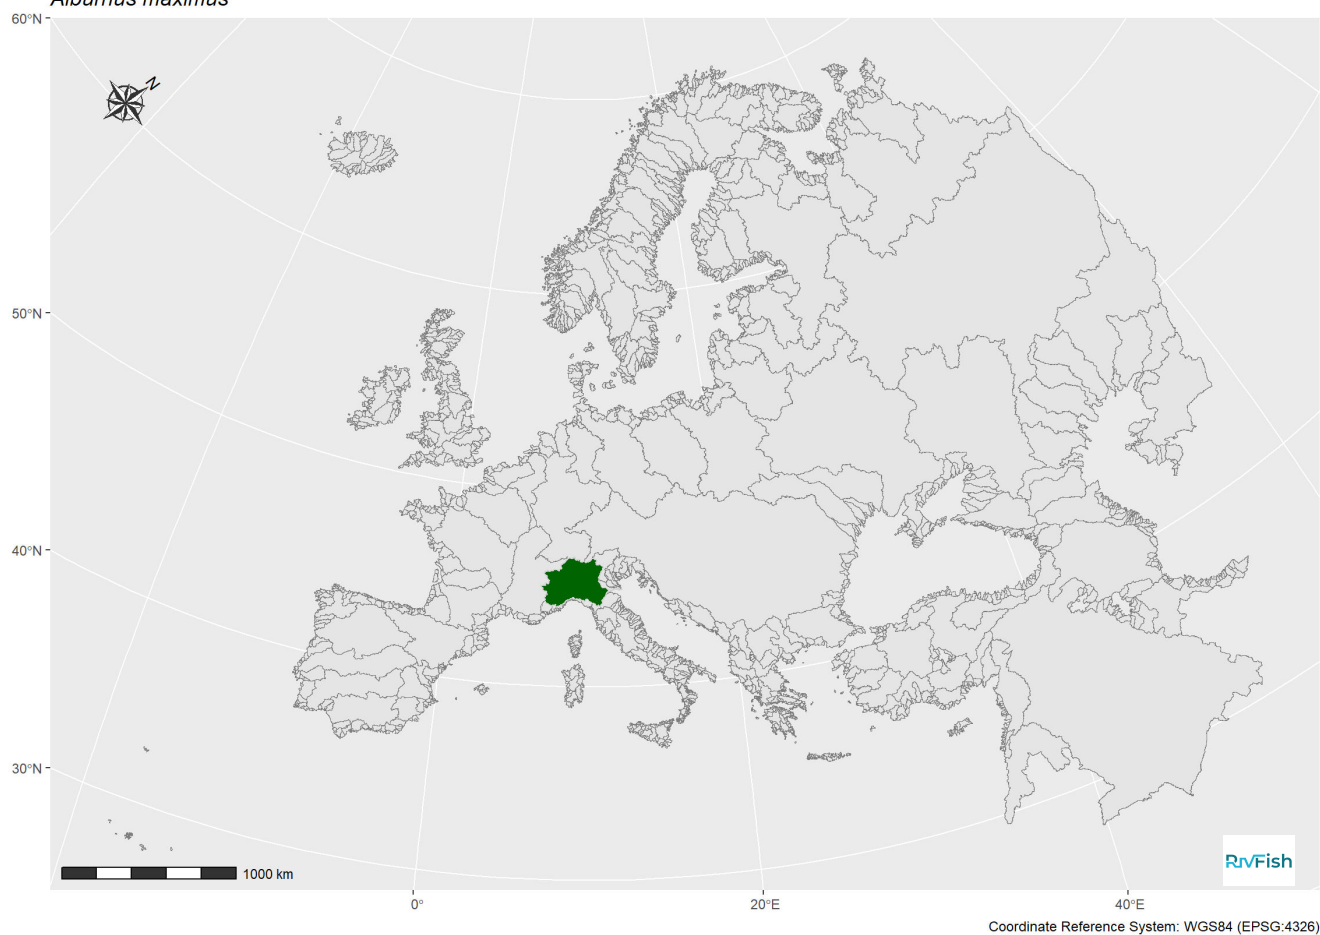 Alburnus maximus
60°N
N
50°N
40°N
30°N
1000 km
RIVFish
0°
20°E
40°E
Coordinate Reference System: WGS84 (EPSG:4326)